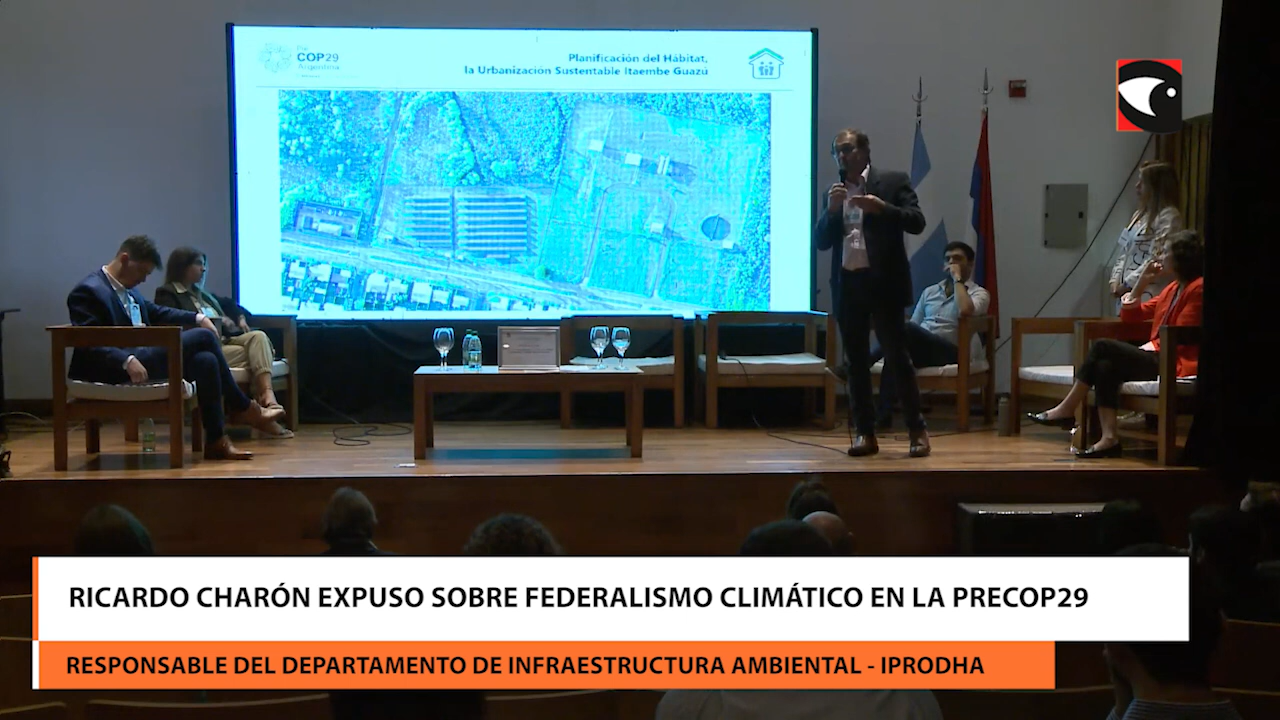 Pre
COP29
Argentina
Planificación del Hábitat,
la Urbanización Sustentable Itaembe Guazú
RICARDO CHARÓN EXPUSO SOBRE FEDERALISMO CLIMÁTICO EN LA PRECOP29
RESPONSABLE DEL DEPARTAMENTO DE INFRAESTRUCTURA AMBIENTAL - IPRODHA